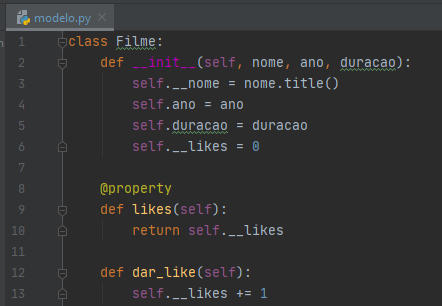 modelo.py
1 class Filme:
2     def __init__(self, nome, ano, duracao):
3         self.__nome = nome.title()
4         self.ano = ano
5         self.duracao = duracao
6         self.__likes = 0
7
8     @property
9     def likes(self):
10         return self.__likes
11
12     def dar_like(self):
13         self.__likes += 1